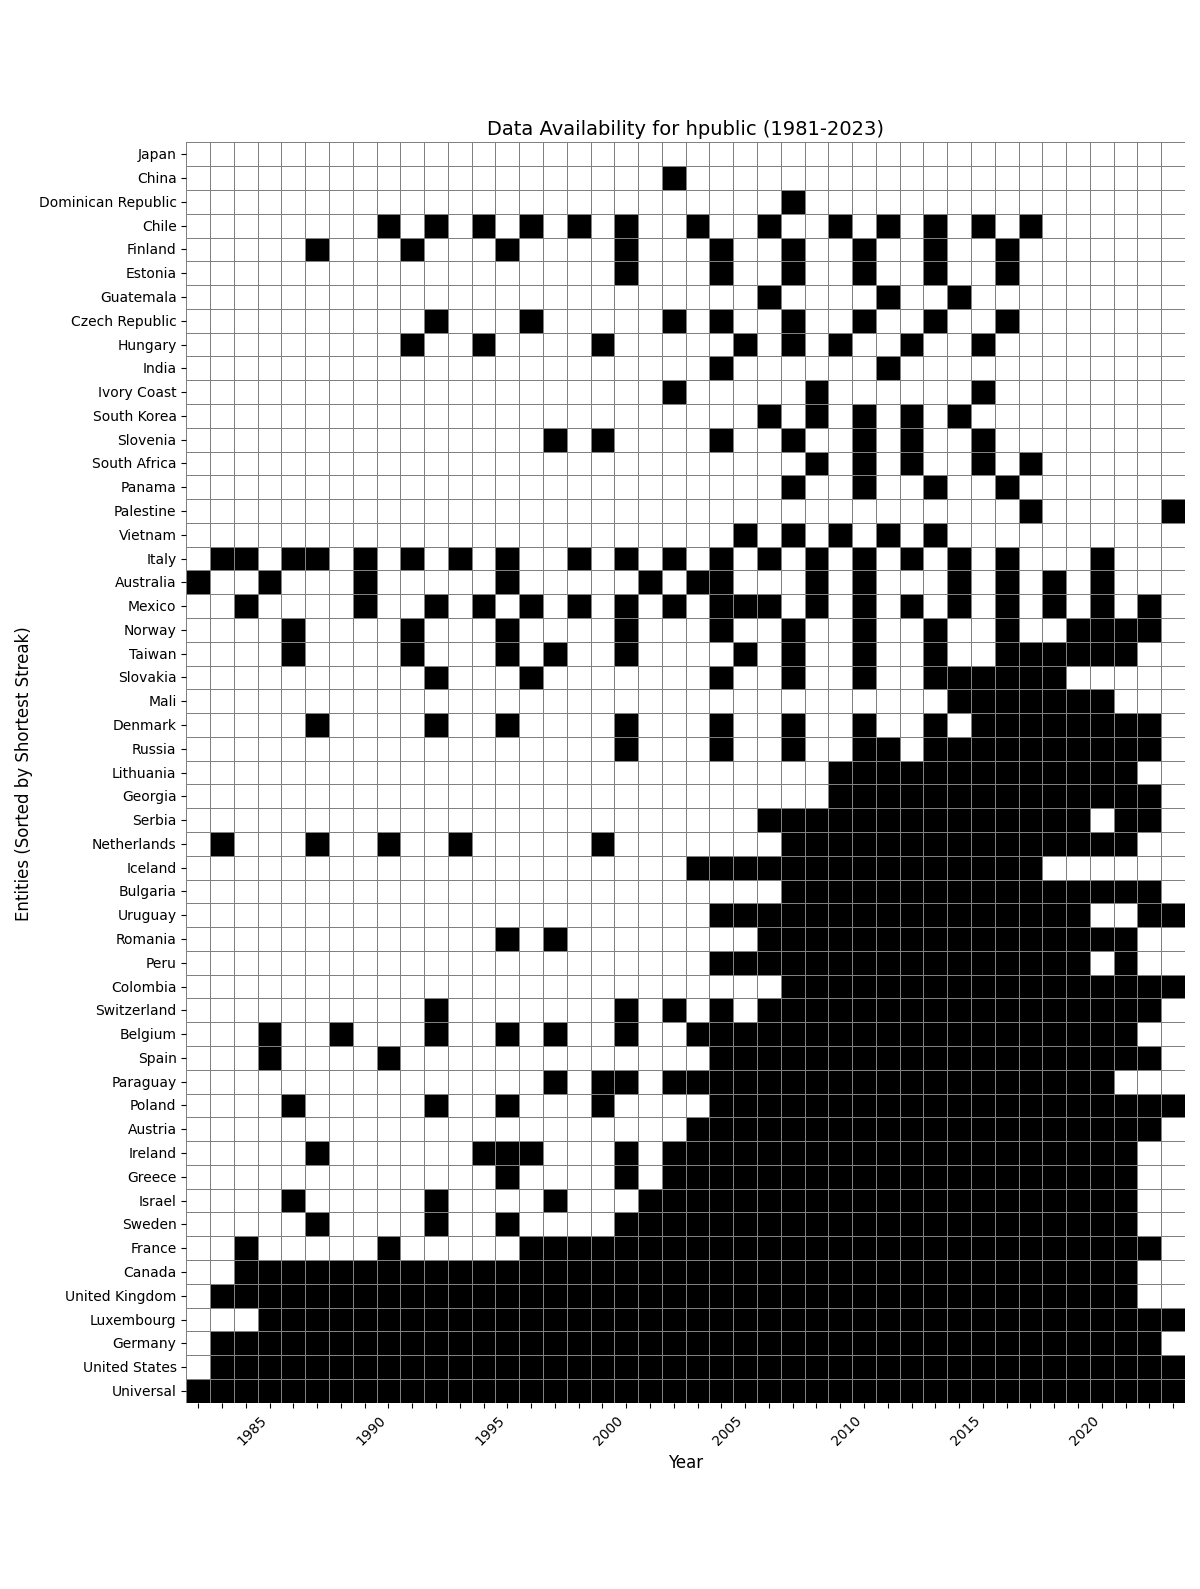 Data Availability for hpublic (1981-2023)
Japan
China
Dominican Republic
Chile
Finland
Estonia
Guatemala
Czech Republic
Hungary
India
Ivory Coast
South Korea
Slovenia
South Africa
Panama
Palestine
Vietnam
Italy
Australia
Mexico
Norway
Taiwan
Slovakia
Mali
Denmark
Russia
Lithuania
Georgia
Serbia
Netherlands
Iceland
Bulgaria
Uruguay
Romania
Peru
Colombia
Switzerland
Belgium
Spain
Paraguay
Poland
Austria
Ireland
Greece
Israel
Sweden
France
Canada
United Kingdom
Luxembourg
Germany
United States
Universal
Entities (Sorted by Shortest Streak)
1985 1990 1995 2000 2005 2010 2015 2020
Year